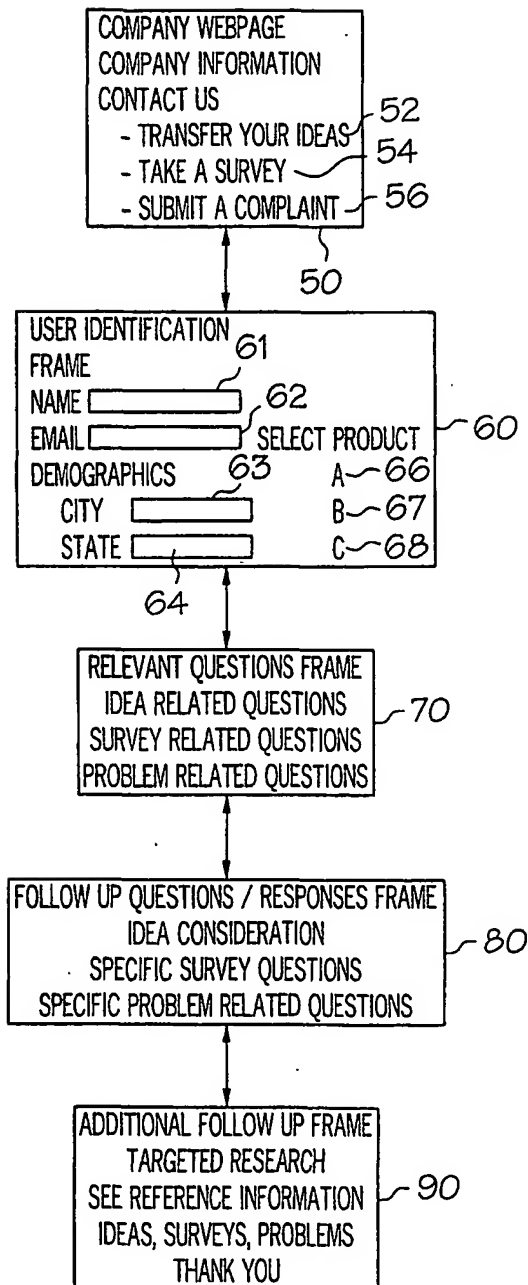 COMPANY WEBPAGE
COMPANY INFORMATION
CONTACT US
- TRANSFER YOUR IDEAS 52
- TAKE A SURVEY 54
- SUBMIT A COMPLAINT 56
50
USER IDENTIFICATION
FRAME 61
NAME 62
EMAIL SELECT PRODUCT 60
DEMOGRAPHICS 63 A 66
CITY B 67
STATE 64 C 68
RELEVANT QUESTIONS FRAME
IDEA RELATED QUESTIONS 70
SURVEY RELATED QUESTIONS
PROBLEM RELATED QUESTIONS
FOLLOW UP QUESTIONS / RESPONSES FRAME
IDEA CONSIDERATION 80
SPECIFIC SURVEY QUESTIONS
SPECIFIC PROBLEM RELATED QUESTIONS
ADDITIONAL FOLLOW UP FRAME
TARGETED RESEARCH
SEE REFERENCE INFORMATION 90
IDEAS, SURVEYS, PROBLEMS
THANK YOU